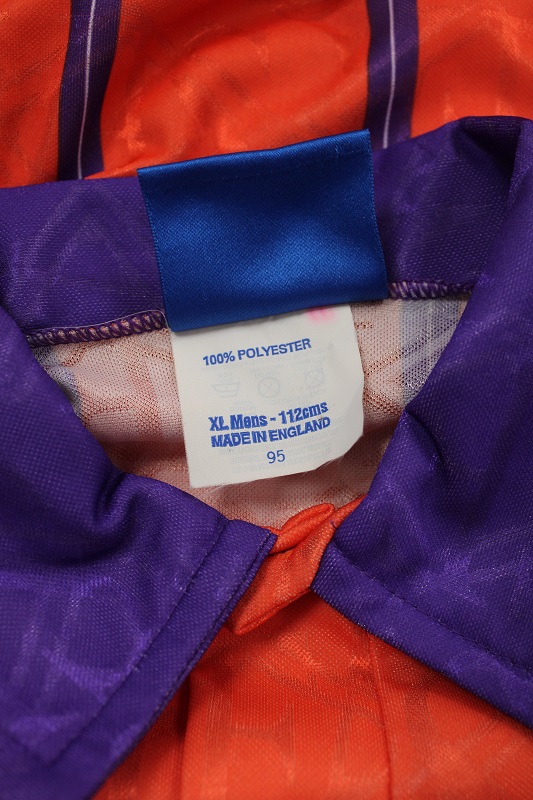 100% POLYESTER
XL Mens - 112cms
MADE IN ENGLAND
95